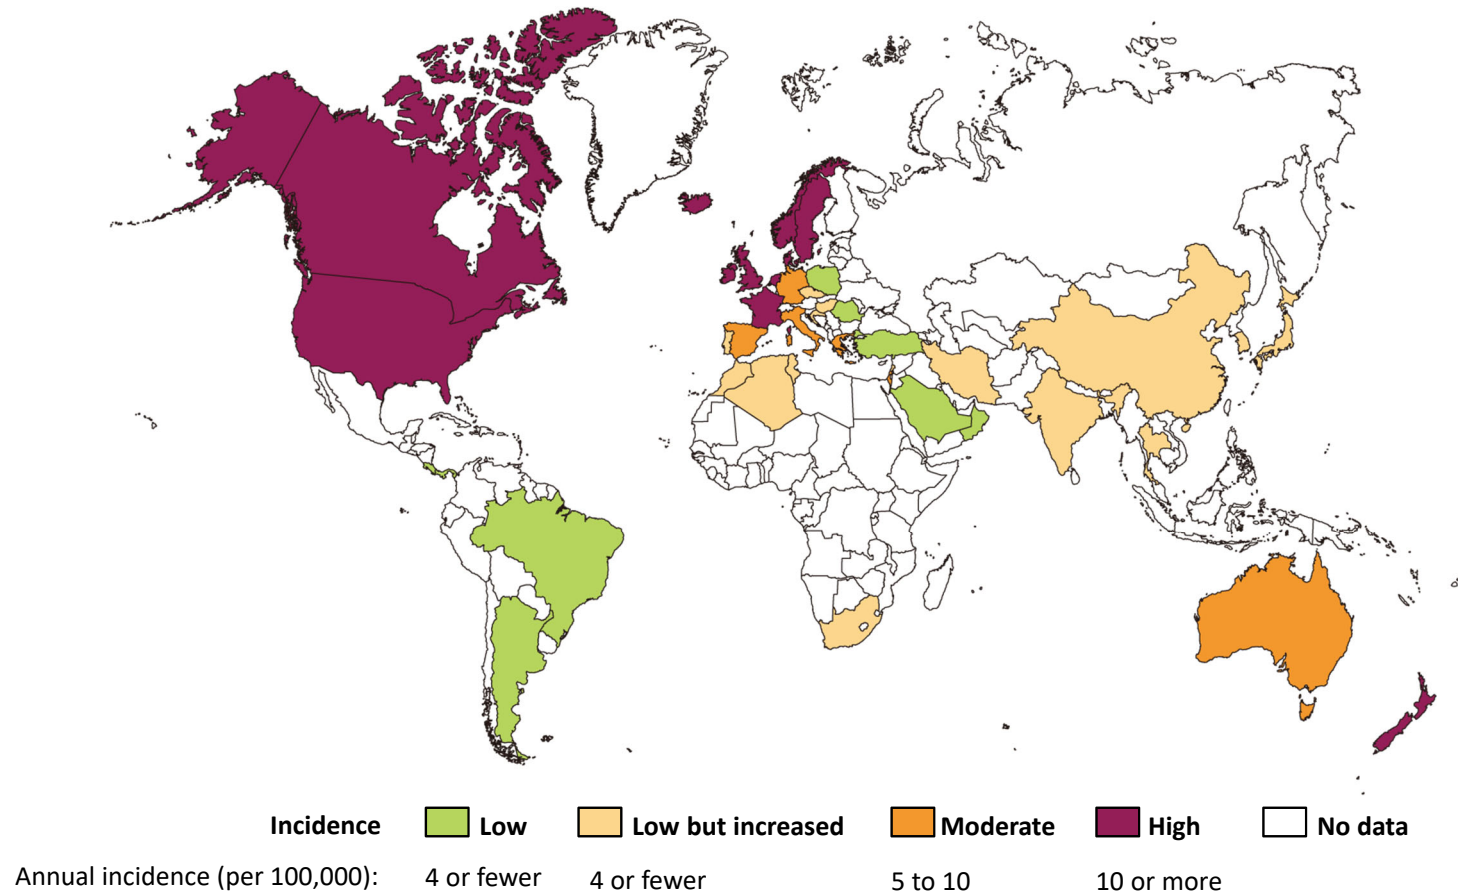 Incidence Low Low but increased Moderate High No data
Annual incidence (per 100,000): 4 or fewer 4 or fewer 5 to 10 10 or more